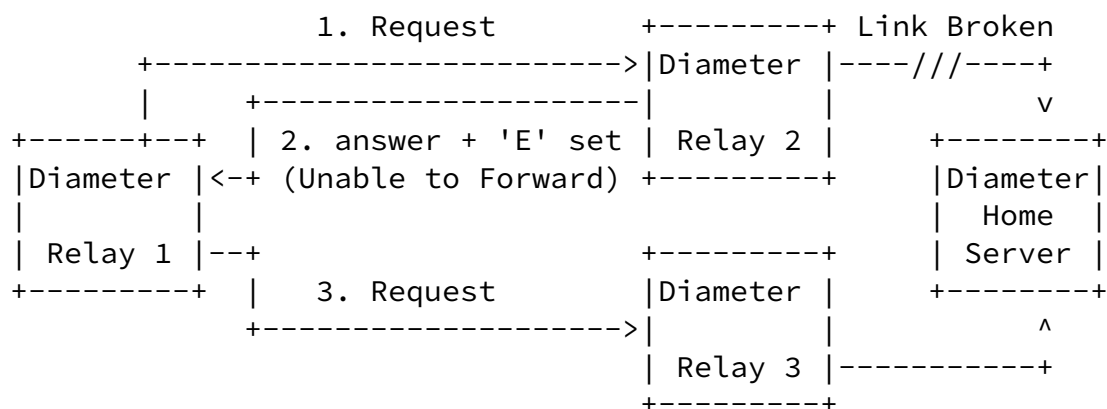 1. Request
Link Broken
Diameter
Relay 2
2. answer + 'E' set
(Unable to Forward)
Diameter
Relay 1
Diameter
Home
Server
3. Request
Diameter
Relay 3